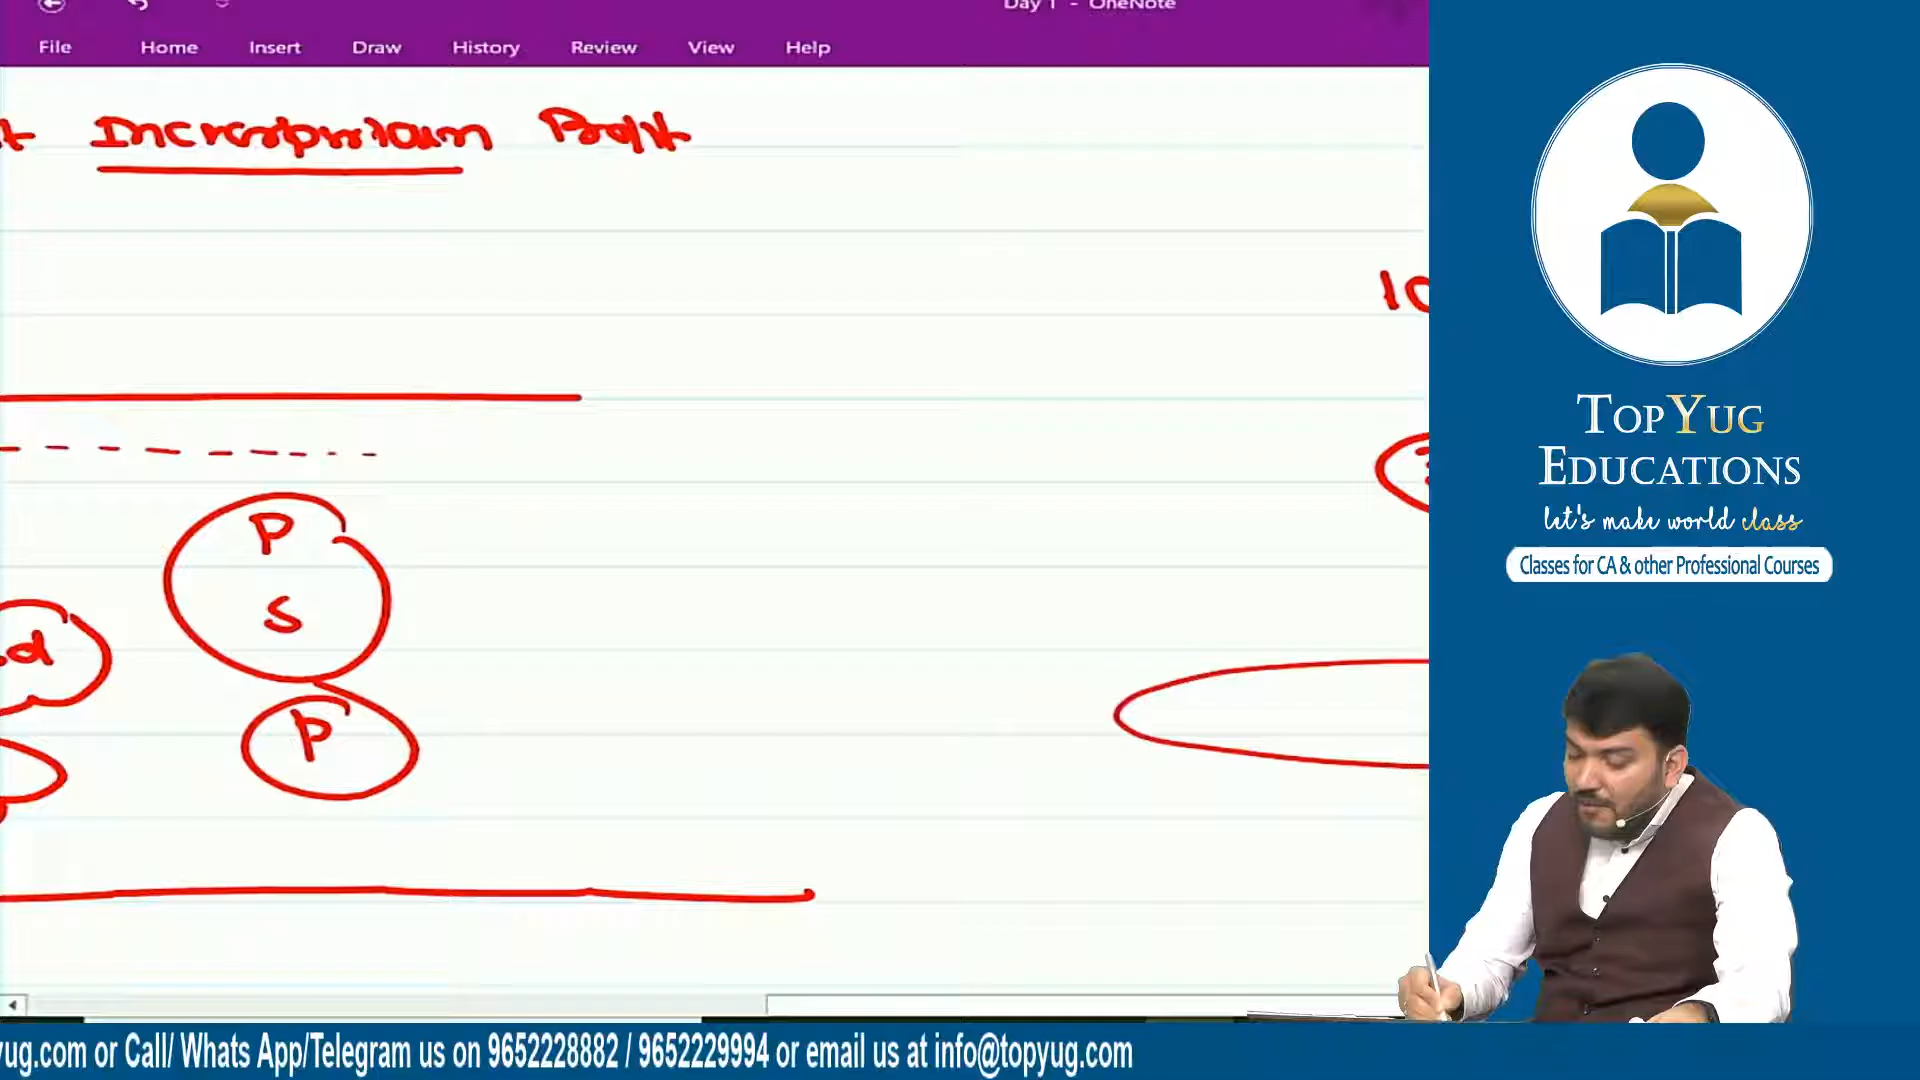 Day 1 - OneNote
File Home Insert Draw History Review View Help
10
P
S
P
TOPYUG
EDUCATIONS
let's make world class
Classes for CA & other Professional Courses
yug.com or Call/ Whats App/Telegram us on 9652228882 / 9652229994 or email us at info@topyug.com